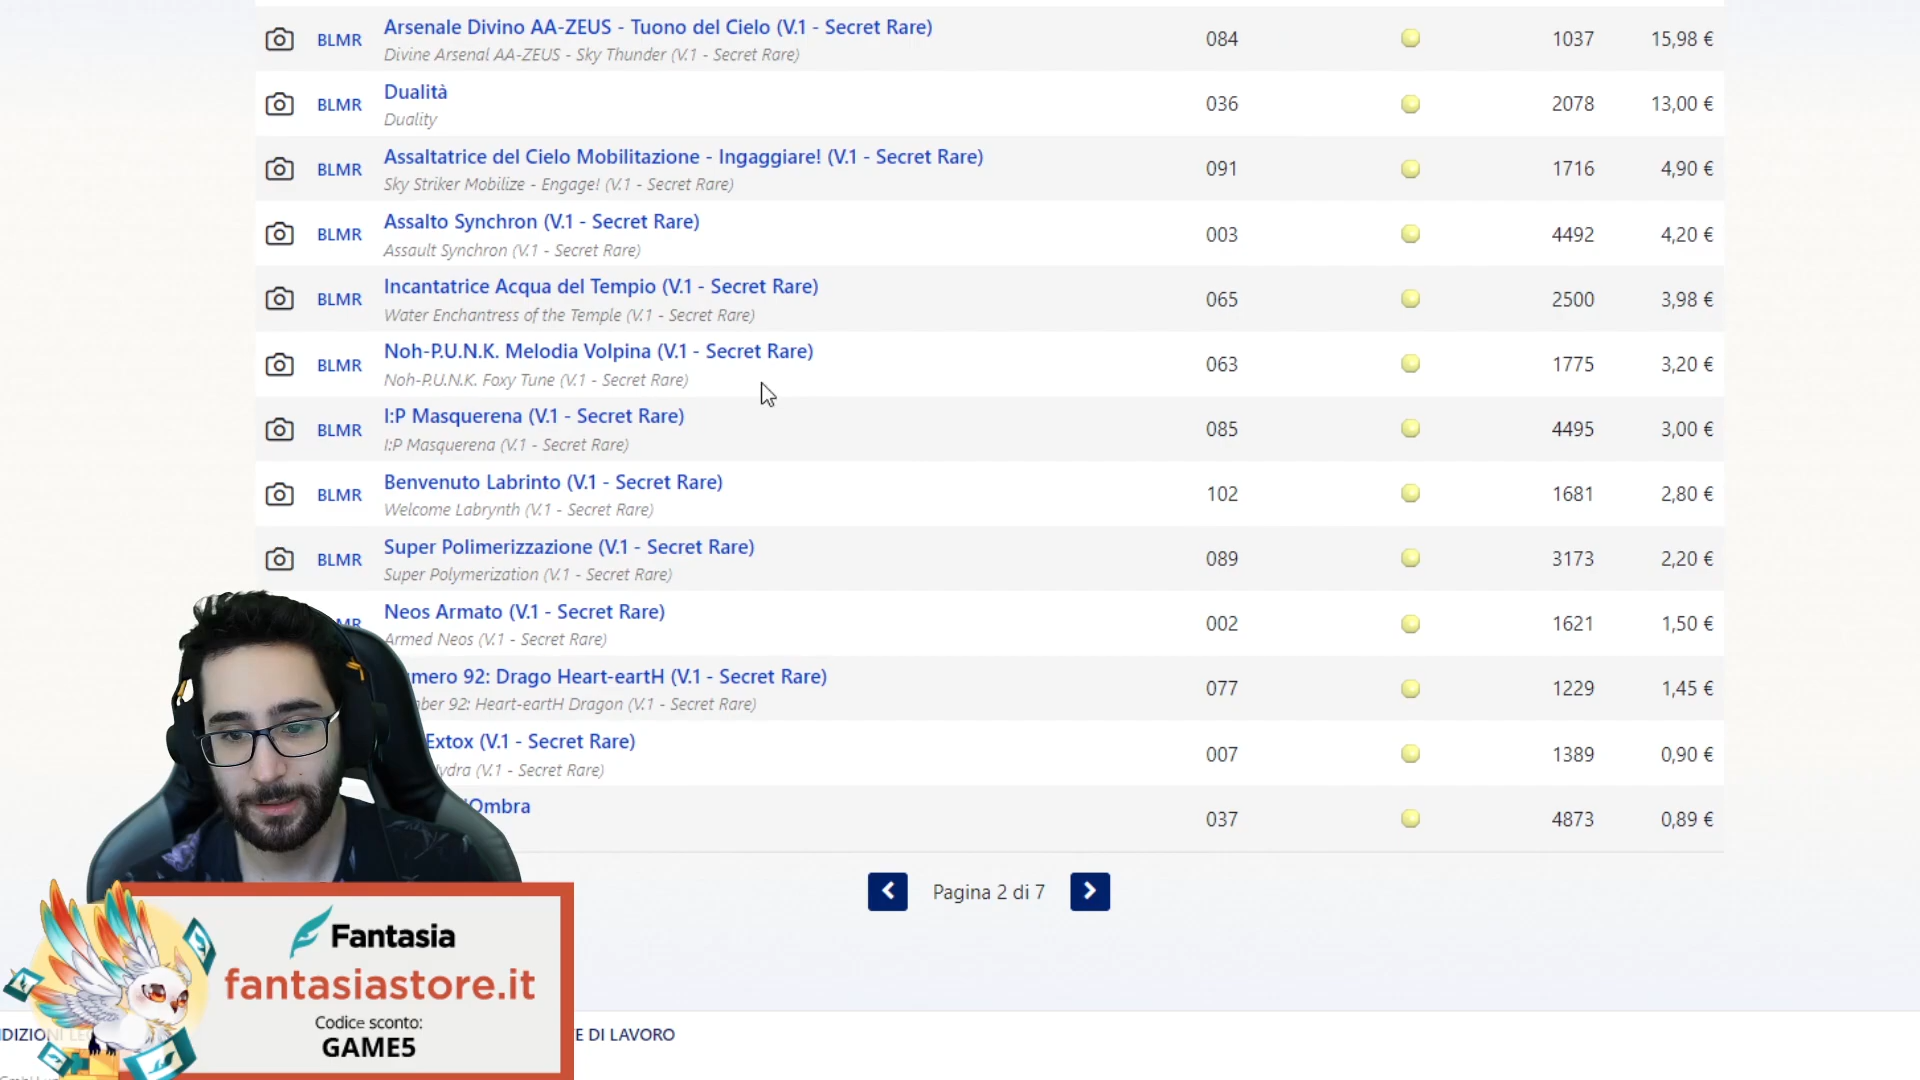 BLMR Arsenale Divino AA-ZEUS - Tuono del Cielo (V.1 - Secret Rare) 084 1037 15,98 €
Divine Arsenal AA-ZEUS - Sky Thunder (V.1 - Secret Rare)
BLMR Dualità 036 2078 13,00 €
Duality
BLMR Assaltatrice del Cielo Mobilitazione - Ingaggiare! (V.1 - Secret Rare) 091 1716 4,90 €
Sky Striker Mobilize - Engage! (V.1 - Secret Rare)
BLMR Assalto Synchron (V.1 - Secret Rare) 003 4492 4,20 €
Assault Synchron (V.1 - Secret Rare)
BLMR Incantatrice Acqua del Tempio (V.1 - Secret Rare) 065 2500 3,98 €
Water Enchantress of the Temple (V.1 - Secret Rare)
BLMR Noh-P.U.N.K. Melodia Volpina (V.1 - Secret Rare) 063 1775 3,20 €
Noh-P.U.N.K. Foxy Tune (V.1 - Secret Rare)
BLMR I:P Masquerena (V.1 - Secret Rare) 085 4495 3,00 €
I:P Masquerena (V.1 - Secret Rare)
BLMR Benvenuto Labrinto (V.1 - Secret Rare) 102 1681 2,80 €
Welcome Labrynth (V.1 - Secret Rare)
BLMR Super Polimerizzazione (V.1 - Secret Rare) 089 3173 2,20 €
Super Polymerization (V.1 - Secret Rare)
MR Neos Armato (V.1 - Secret Rare) 002 1621 1,50 €
Armed Neos (V.1 - Secret Rare)
mero 92: Drago Heart-eartH (V.1 - Secret Rare) 077 1229 1,45 €
ber 92: Heart-eartH Dragon (V.1 - Secret Rare)
Extox (V.1 - Secret Rare) 007 1389 0,90 €
ydra (V.1 - Secret Rare)
'Ombra 037 4873 0,89 €
Pagina 2 di 7
Fantasia
fantasiastore.it
Codice sconto:
GAME5
DIZIONI E DI LAVORO